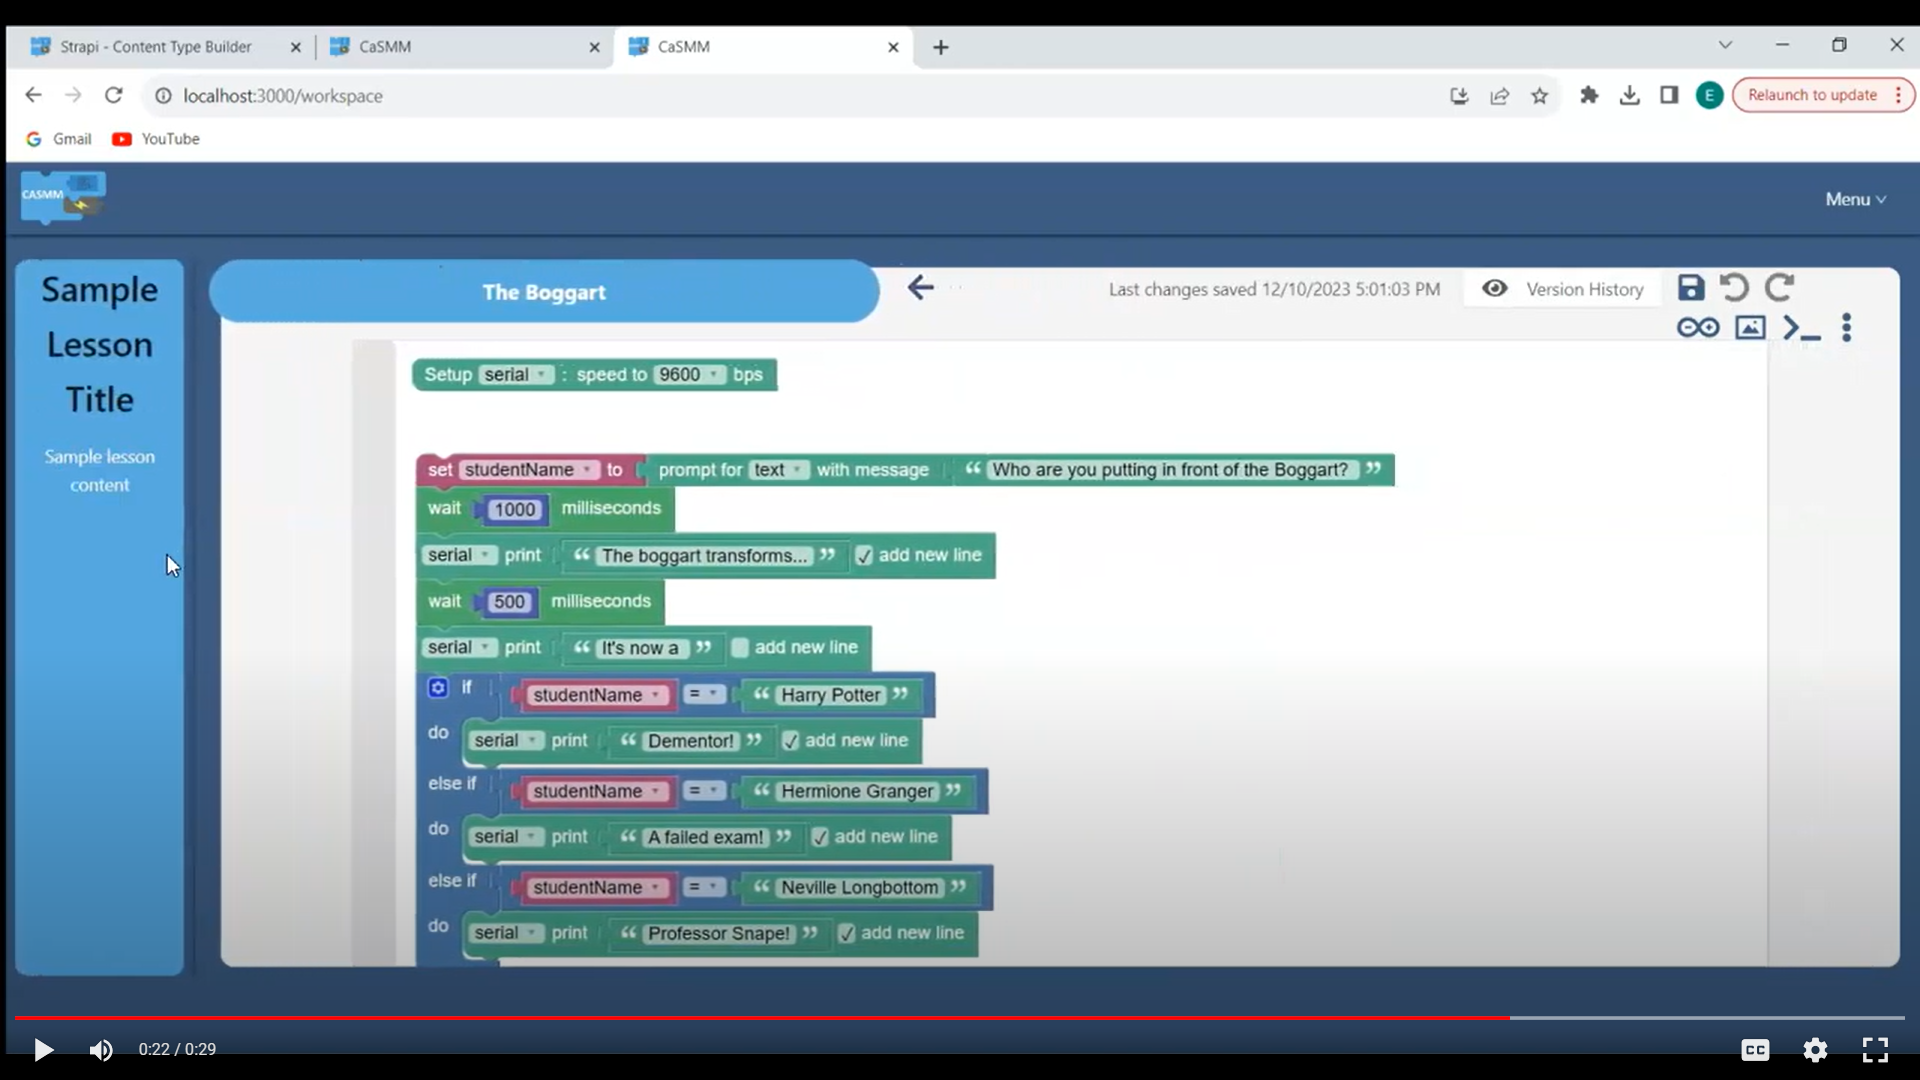 Strapi - Content Type Builder
CaSMM
CaSMM
localhost:3000/workspace
E
Relaunch to update
Gmail
YouTube
CASMM
Menu
Sample
Lesson
Title
Sample lesson
content
The Boggart
Last changes saved 12/10/2023 5:01:03 PM
Version History
Setup serial : speed to 9600 bps
set studentName to prompt for text with message “ Who are you putting in front of the Boggart? ”
wait 1000 milliseconds
serial print “ The boggart transforms... ” add new line
wait 500 milliseconds
serial print “ It's now a ” add new line
if studentName = “ Harry Potter ”
do serial print “ Dementor! ” add new line
else if studentName = “ Hermione Granger ”
do serial print “ A failed exam! ” add new line
else if studentName = “ Neville Longbottom ”
do serial print “ Professor Snape! ” add new line
0:22 / 0:29
CC